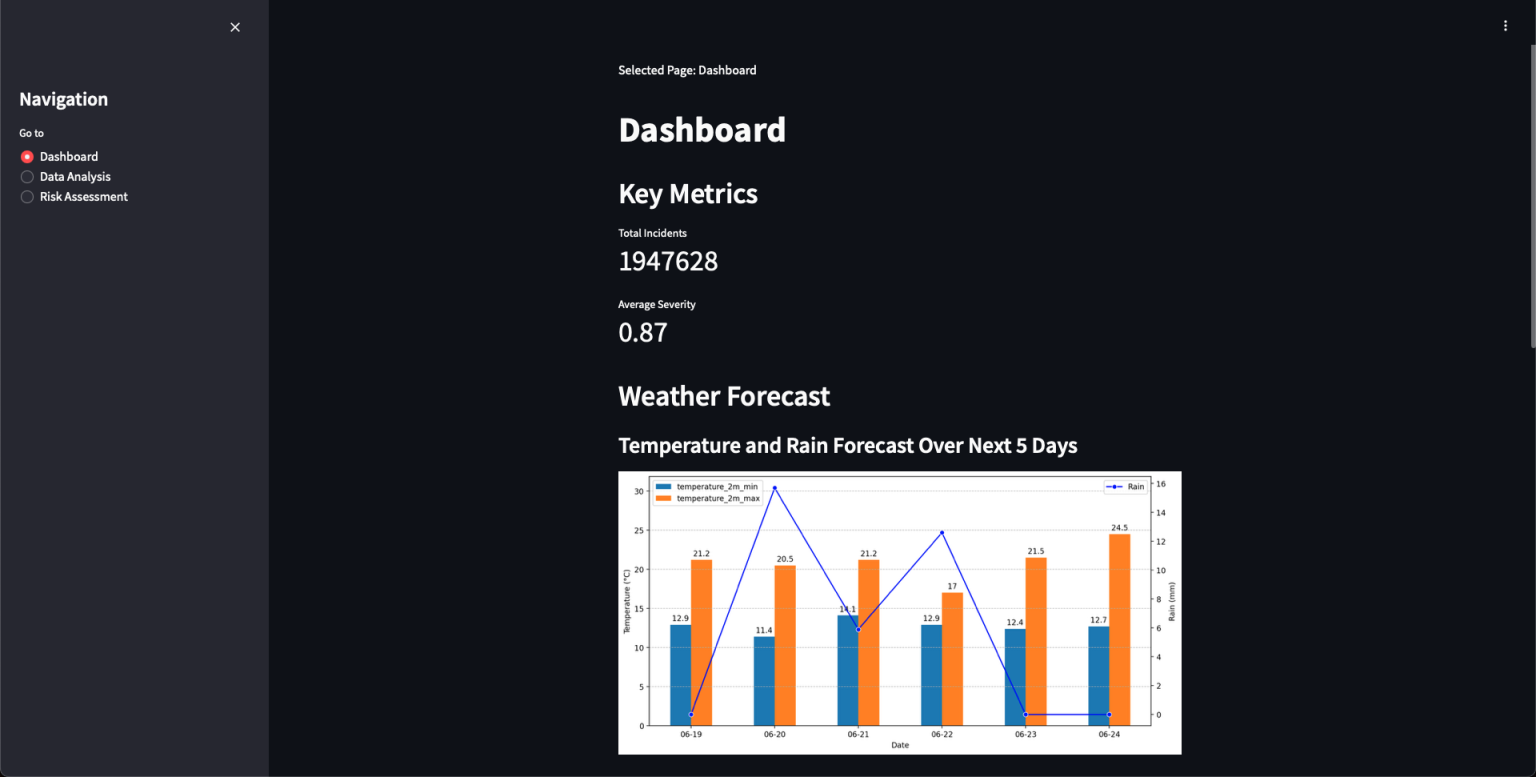 Navigation
Go to
Dashboard
Data Analysis
Risk Assessment
Selected Page: Dashboard
Dashboard
Key Metrics
Total Incidents
1947628
Average Severity
0.87
Weather Forecast
Temperature and Rain Forecast Over Next 5 Days
temperature_2m_min
temperature_2m_max
Rain
Temperature (°C)
30
25
20
15
10
5
0
12.9
21.2
11.4
20.5
14.1
21.2
12.9
17
12.4
21.5
12.7
24.5
16
14
12
10
8
6
4
2
0
Rain (mm)
06-19 06-20 06-21 06-22 06-23 06-24
Date